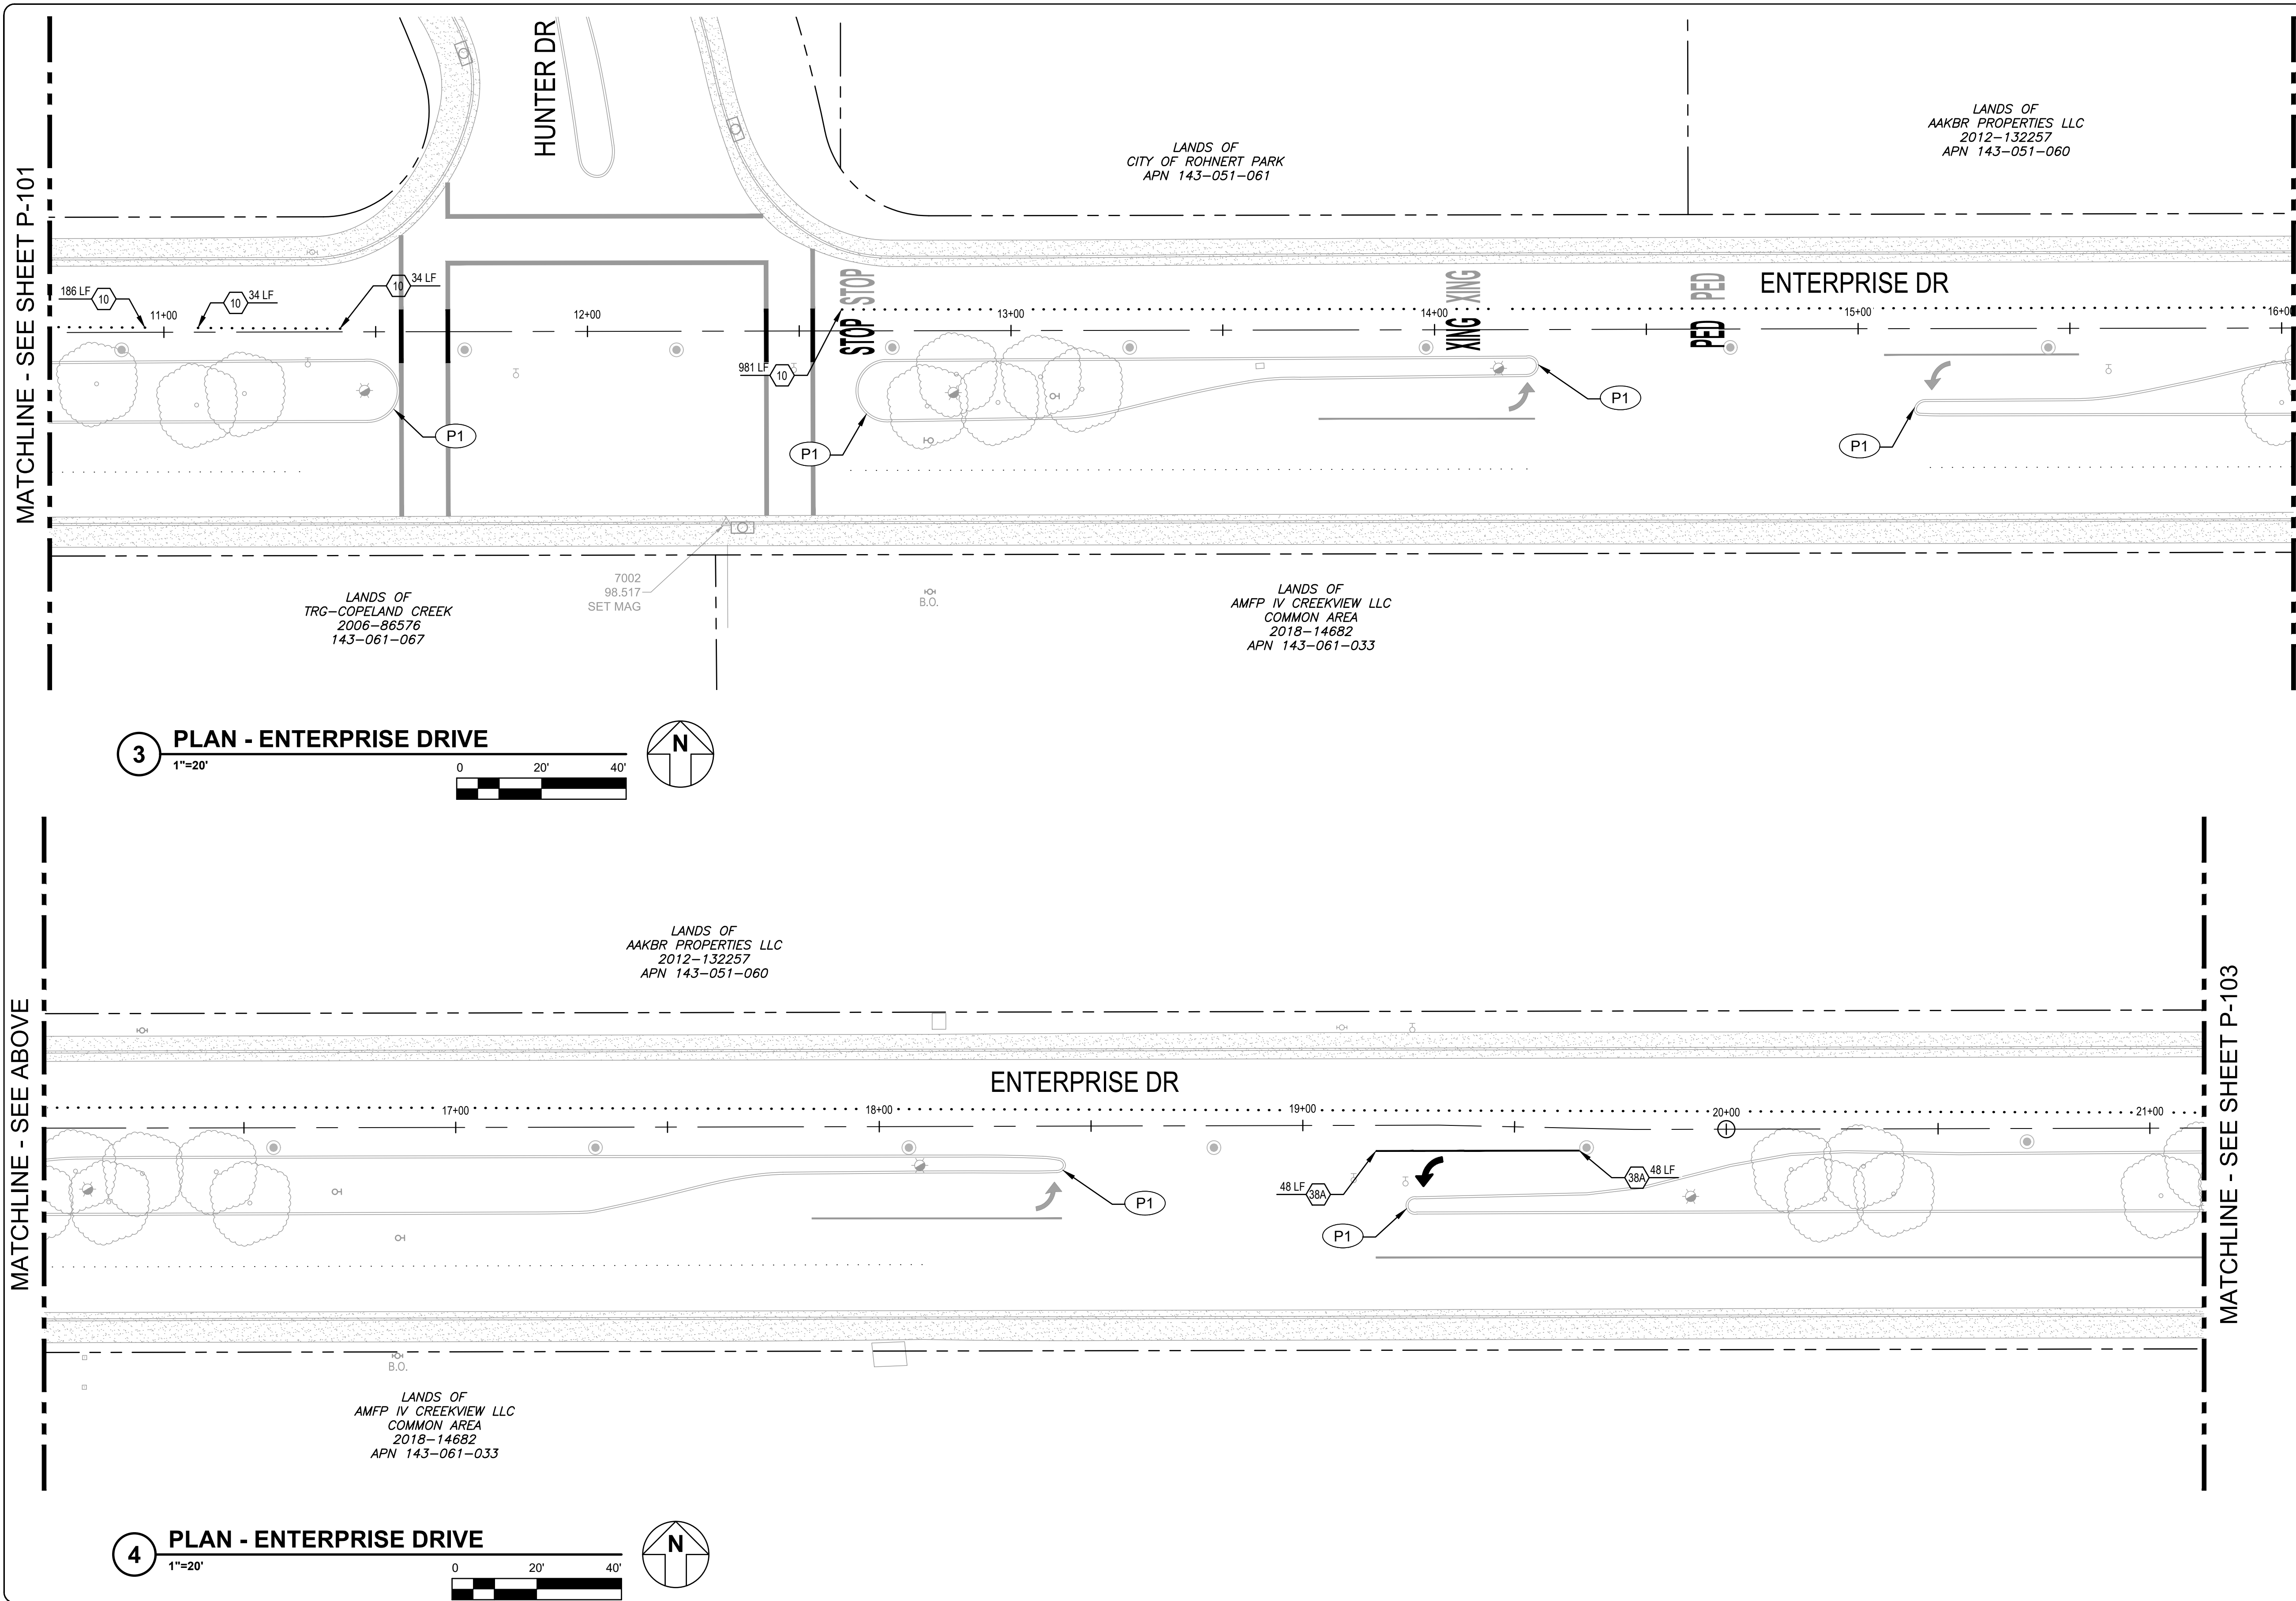 HUNTER DR
LANDS OF
CITY OF ROHNERT PARK
APN 143-051-061
LANDS OF
AAKBR PROPERTIES LLC
2012-132257
APN 143-051-060
MATCHLINE - SEE SHEET P-101
186 LF 10
10 34 LF
10 34 LF
11+00
12+00
13+00
14+00
15+00
16+00
STOP STOP
XING XING
PED PED
ENTERPRISE DR
981 LF 10
P1
P1
P1
P1
7002
98.517
SET MAG
B.O.
LANDS OF
TRG-COPELAND CREEK
2006-86576
143-061-067
LANDS OF
AMFP IV CREEKVIEW LLC
COMMON AREA
2018-14682
APN 143-061-033
3 PLAN - ENTERPRISE DRIVE
1"=20'
0 20' 40'
N
LANDS OF
AAKBR PROPERTIES LLC
2012-132257
APN 143-051-060
MATCHLINE - SEE ABOVE
MATCHLINE - SEE SHEET P-103
ENTERPRISE DR
17+00
18+00
19+00
20+00
21+00
48 LF 38A
38A 48 LF
P1
P1
B.O.
LANDS OF
AMFP IV CREEKVIEW LLC
COMMON AREA
2018-14682
APN 143-061-033
4 PLAN - ENTERPRISE DRIVE
1"=20'
0 20' 40'
N